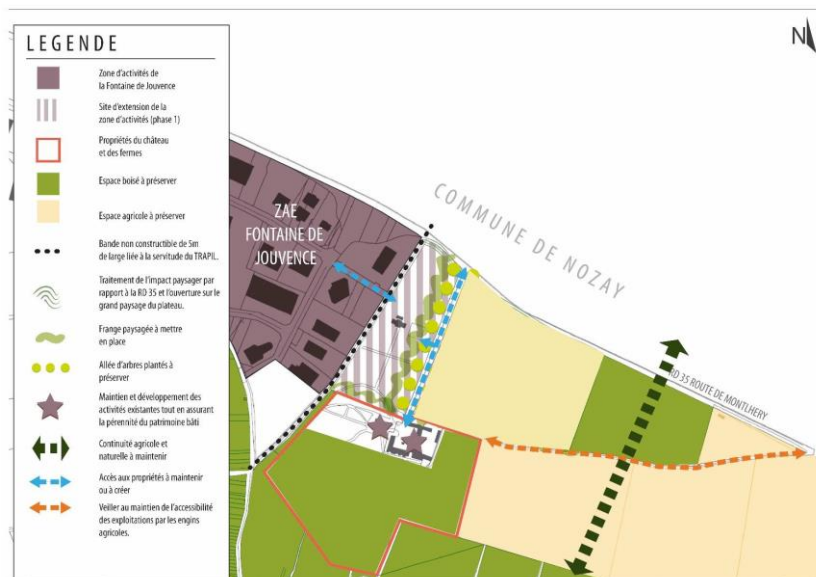 LEGENDE
Zone d'activités de
la Fontaine de Jouvence
Site d'extension de la
zone d'activités (phase 1)
Propriétés du château
et des fermes
Espace boisé à préserver
Espace agricole à préserver
Bande non constructible de 5m
de large liée à la servitude du TRAPIL.
Traitement de l'impact paysager par
rapport à la RD 35 et l'ouverture sur le
grand paysage du plateau.
Frange paysagée à mettre
en place
Allée d'arbres plantés à
préserver
Maintien et développement des
activités existantes tout en assurant
la pérennité du patrimoine bâti
Continuité agricole et
naturelle à maintenir
Accès aux propriétés à maintenir
ou à créer
Veiller au maintien de l'accessibilité
des exploitations par les engins
agricoles.
N
ZAE
FONTAINE DE
JOUVENCE
COMMUNE DE NOZAY
RD 35 ROUTE DE MONTLHERY